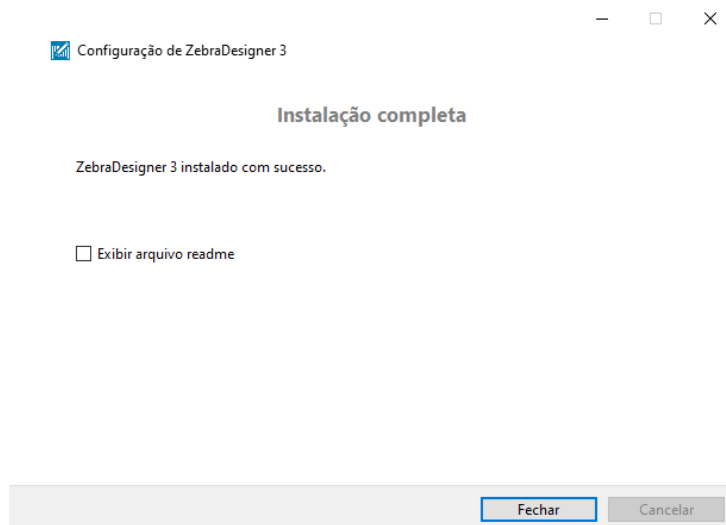 Configuração de ZebraDesigner 3
Instalação completa
ZebraDesigner 3 instalado com sucesso.
Exibir arquivo readme
Fechar
Cancelar